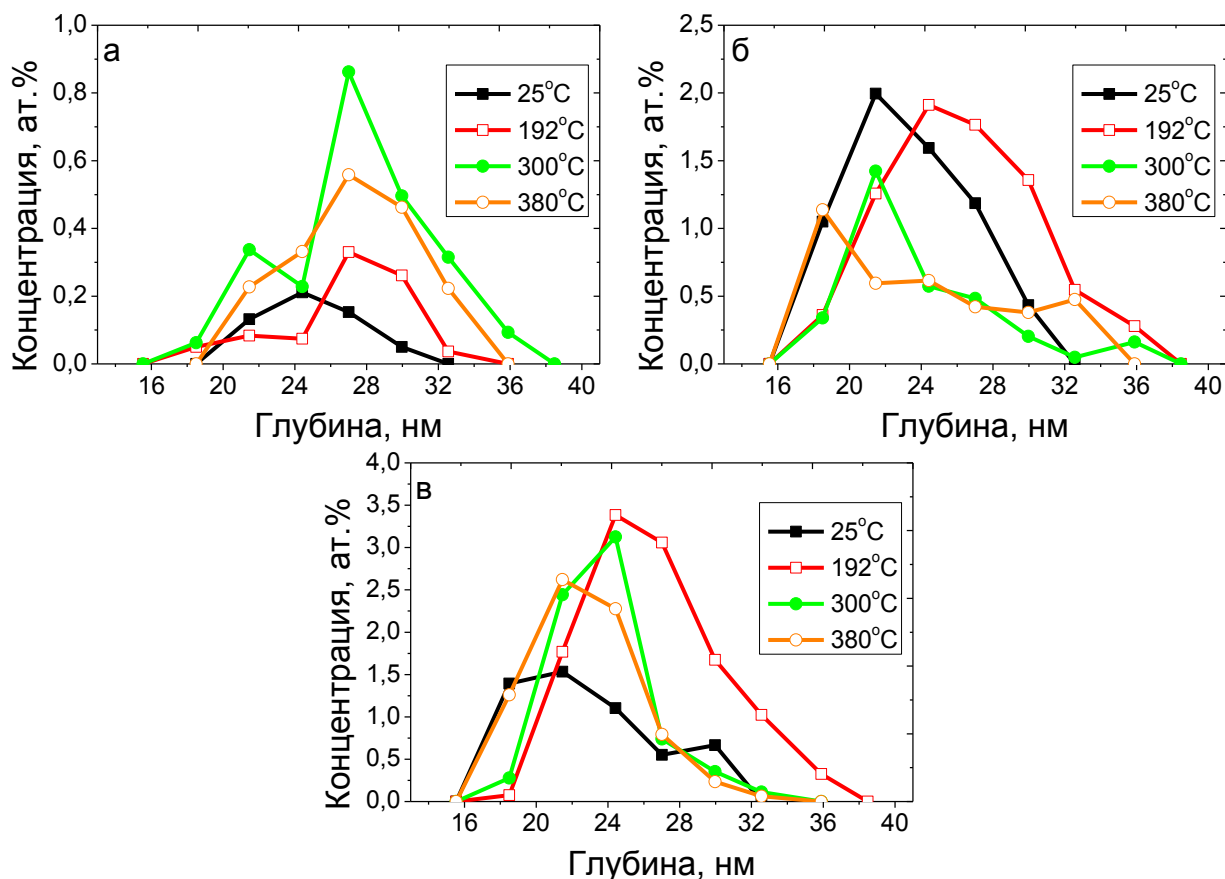 а
1,0
0,8
0,6
0,4
0,2
0,0
Концентрация, ат.%
25°C
192°C
300°C
380°C
16 20 24 28 32 36 40
Глубина, нм
б
2,5
2,0
1,5
1,0
0,5
0,0
Концентрация, ат.%
25°C
192°C
300°C
380°C
16 20 24 28 32 36 40
Глубина, нм
в
4,0
3,5
3,0
2,5
2,0
1,5
1,0
0,5
0,0
Концентрация, ат.%
25°C
192°C
300°C
380°C
16 20 24 28 32 36 40
Глубина, нм